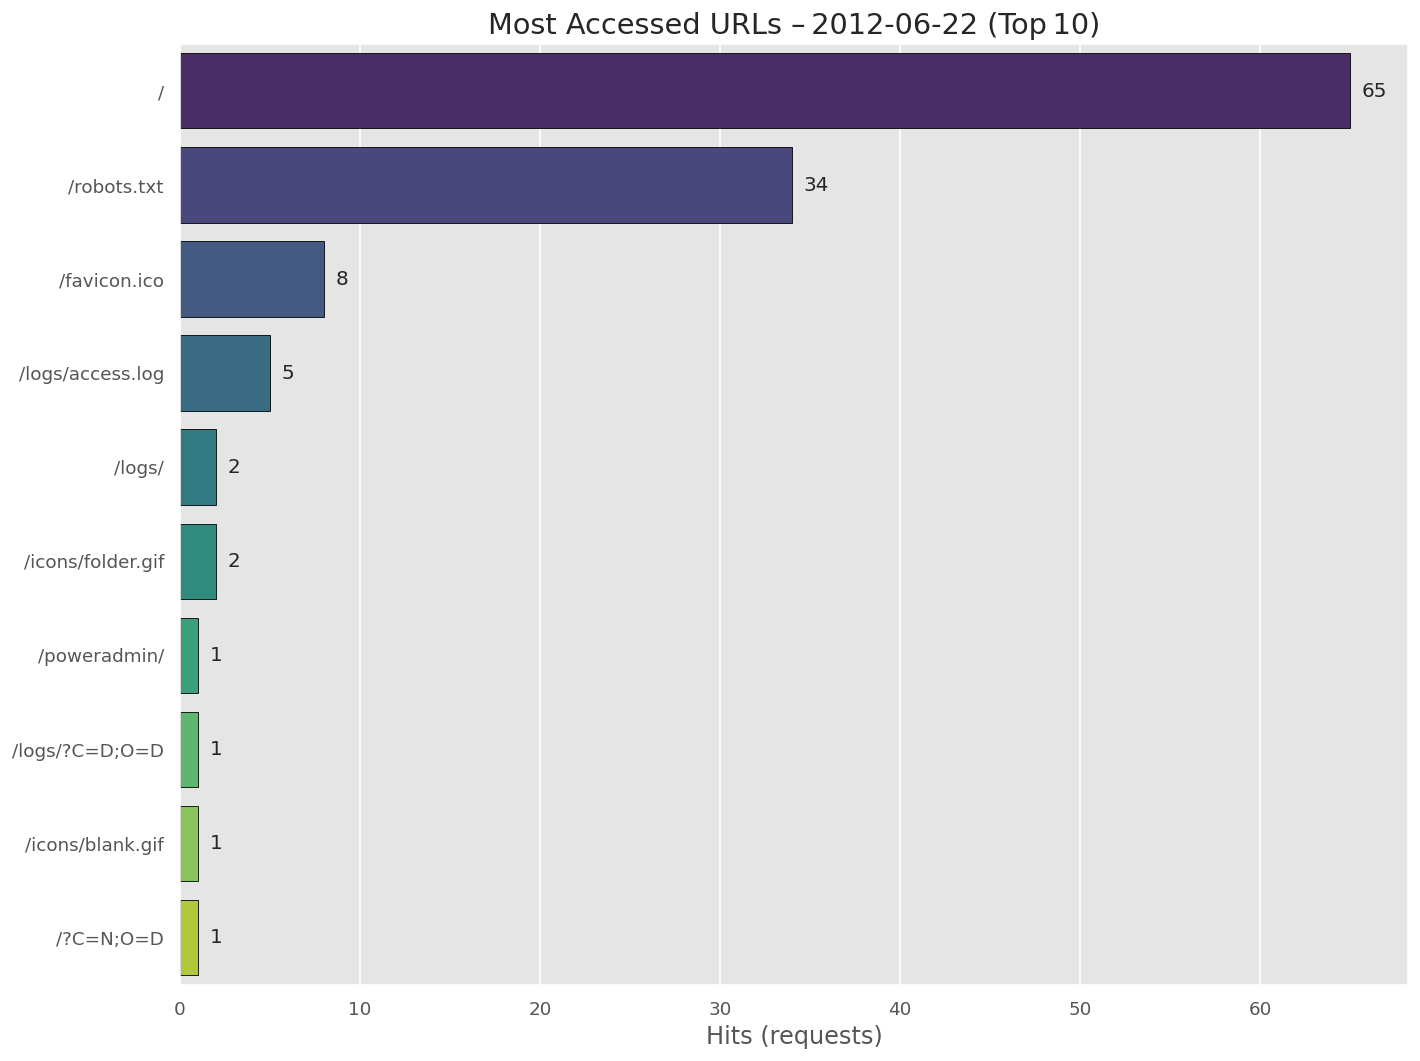 Most Accessed URLs – 2012-06-22 (Top 10)
/ 65
/robots.txt 34
/favicon.ico 8
/logs/access.log 5
/logs/ 2
/icons/folder.gif 2
/poweradmin/ 1
/logs/?C=D;O=D 1
/icons/blank.gif 1
/?C=N;O=D 1
0 10 20 30 40 50 60
Hits (requests)